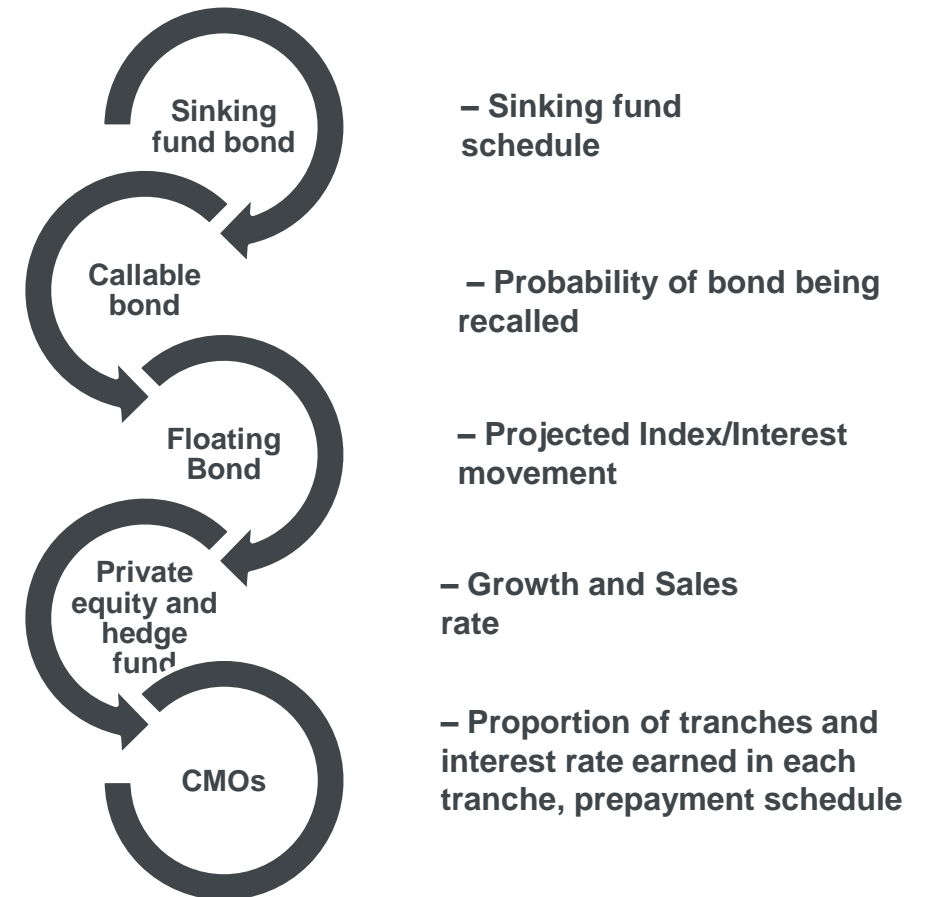 Sinking
fund bond
– Sinking fund
schedule
Callable
bond
– Probability of bond being
recalled
Floating
Bond
– Projected Index/Interest
movement
Private
equity and
hedge
fund
– Growth and Sales
rate
CMOs
– Proportion of tranches and
interest rate earned in each
tranche, prepayment schedule